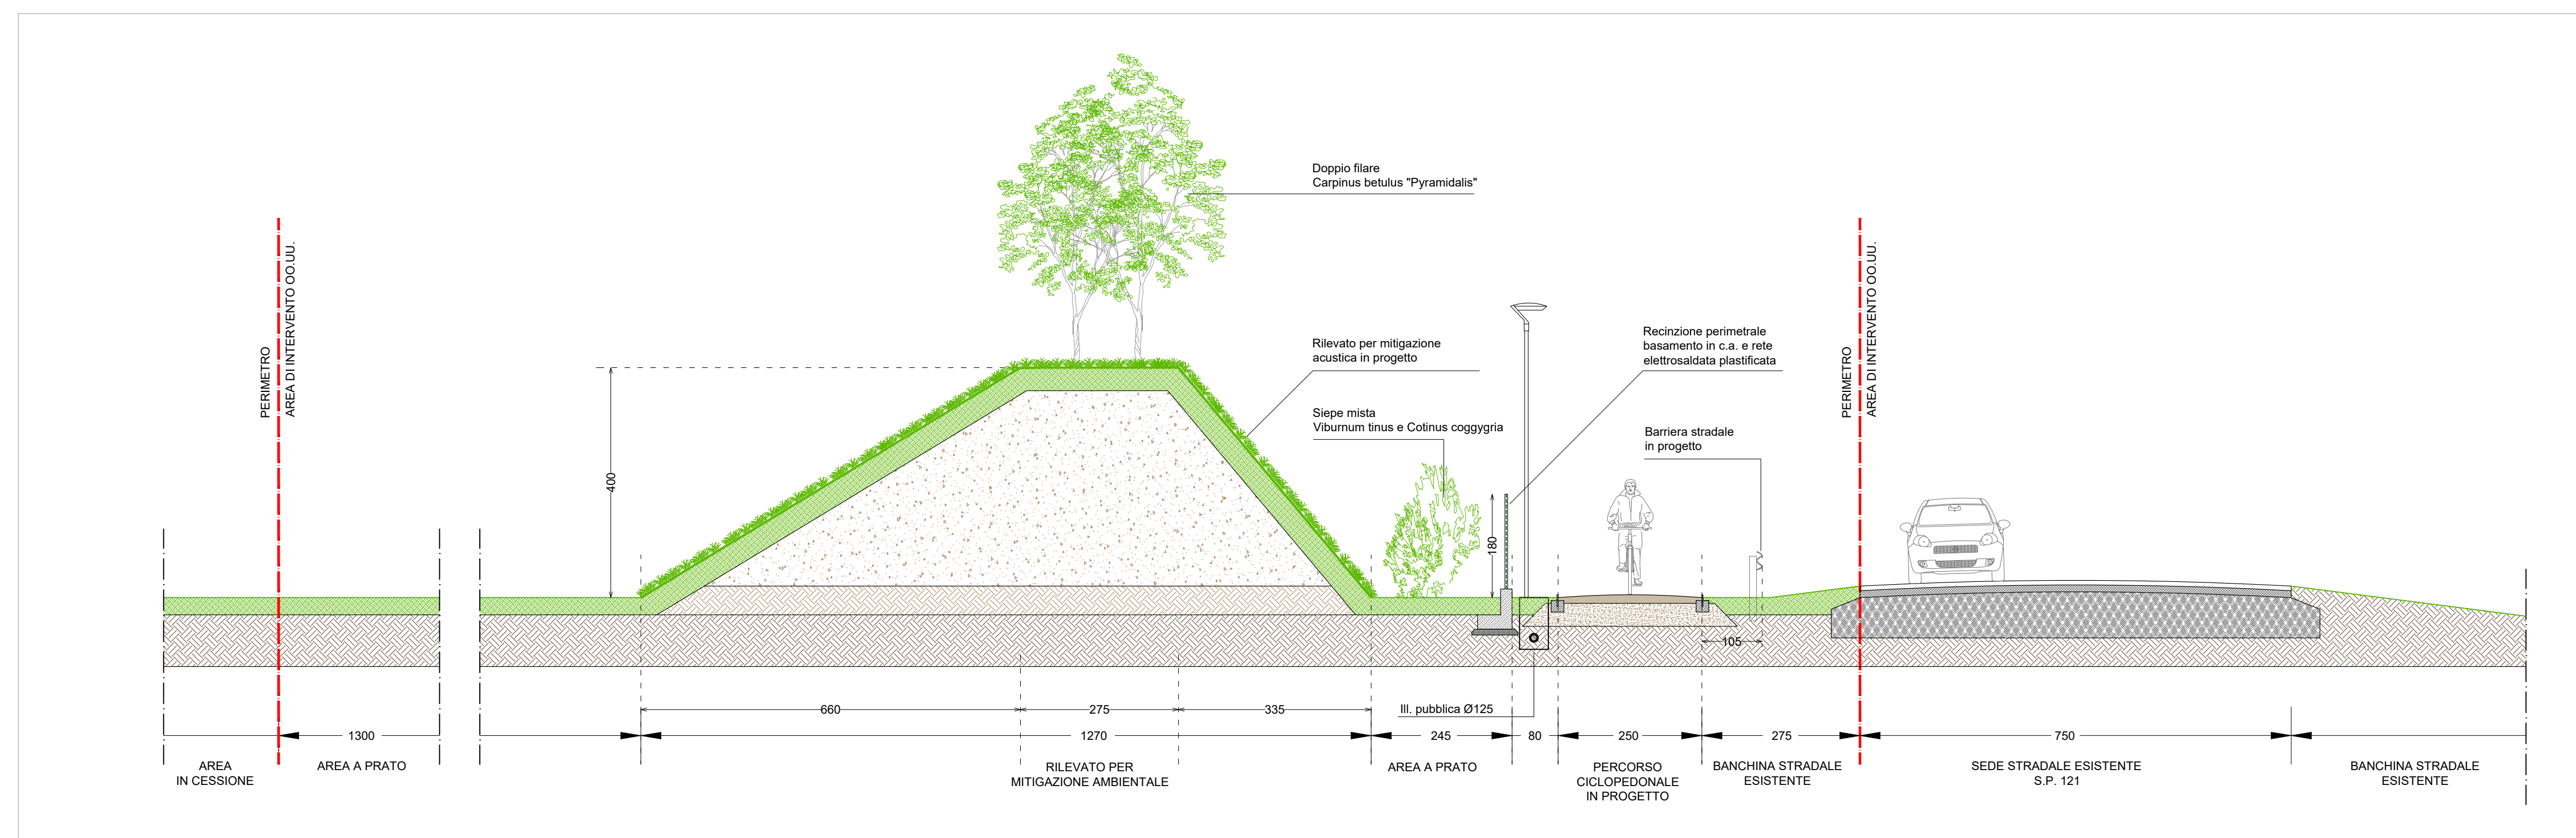 Doppio filare
Carpinus betulus "Pyramidalis"
PERIMETRO
AREA DI INTERVENTO OO.UU.
Rilevato per mitigazione
acustica in progetto
Recinzione perimetrale
basamento in c.a. e rete
elettrosaldata plastificata
PERIMETRO
AREA DI INTERVENTO OO.UU.
Siepe mista
Viburnum tinus e Cotinus coggygria
Barriera stradale
in progetto
400
180
105
660
275
335
Ill. pubblica Ø125
1300
1270
245
80
250
275
750
AREA
IN CESSIONE
AREA A PRATO
RILEVATO PER
MITIGAZIONE AMBIENTALE
AREA A PRATO
PERCORSO
CICLOPEDONALE
IN PROGETTO
BANCHINA STRADALE
ESISTENTE
SEDE STRADALE ESISTENTE
S.P. 121
BANCHINA STRADALE
ESISTENTE